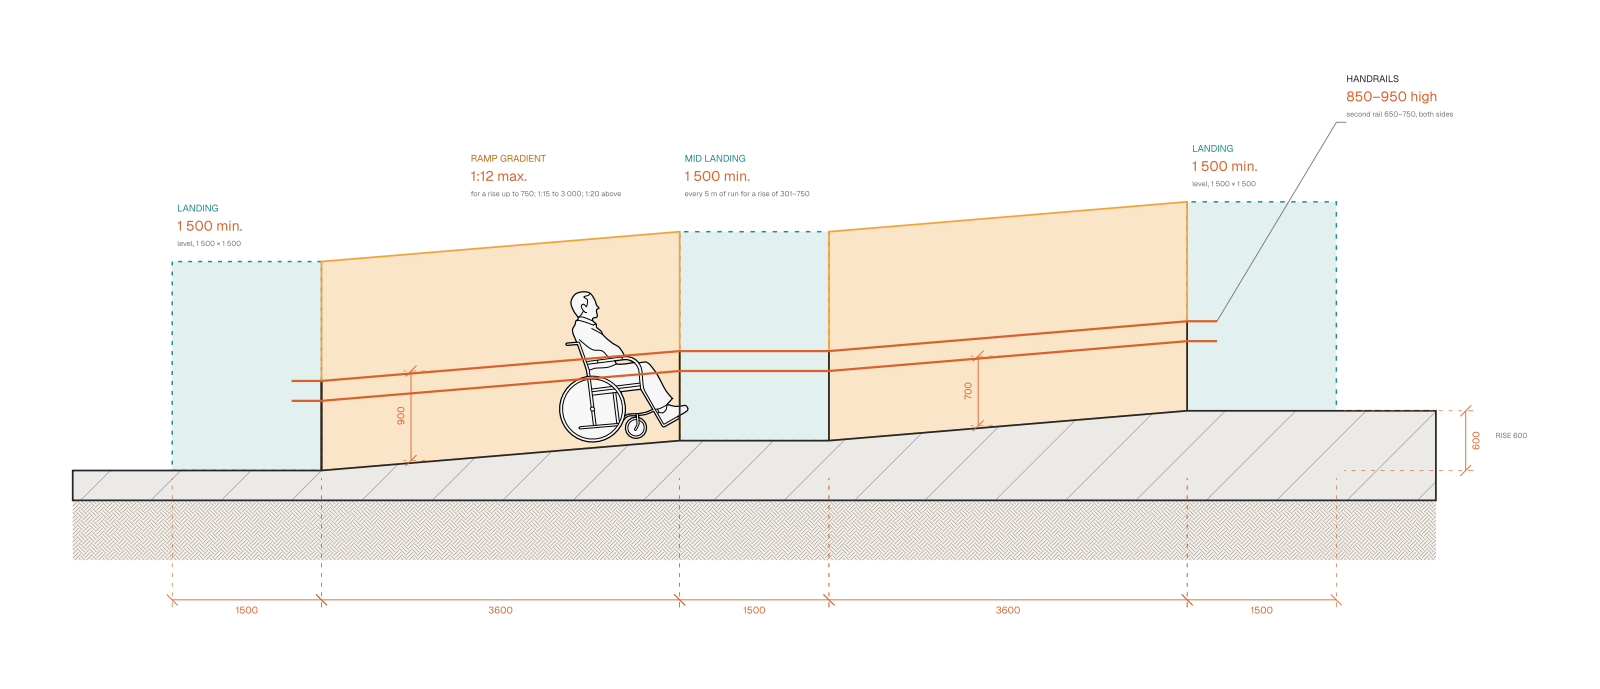 HANDRAILS
850–950 high
second rail 650–750, both sides
LANDING
1 500 min.
level, 1 500 × 1 500
RAMP GRADIENT
1:12 max.
for a rise up to 750; 1:15 to 3 000; 1:20 above
MID LANDING
1 500 min.
every 5 m of run for a rise of 301–750
LANDING
1 500 min.
level, 1 500 × 1 500
900
700
600
RISE 600
1500
3600
1500
3600
1500